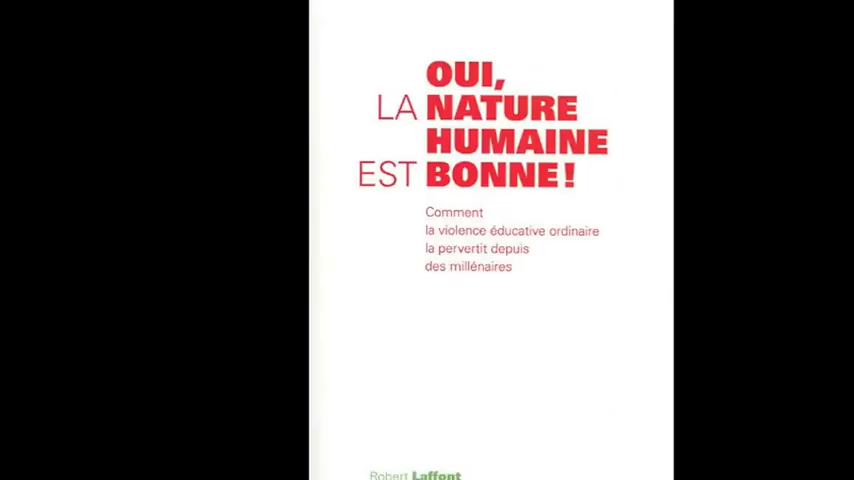 OUI,
LA NATURE
HUMAINE
EST BONNE !
Comment
la violence éducative ordinaire
la pervertit depuis
des millénaires
Robert Laffont